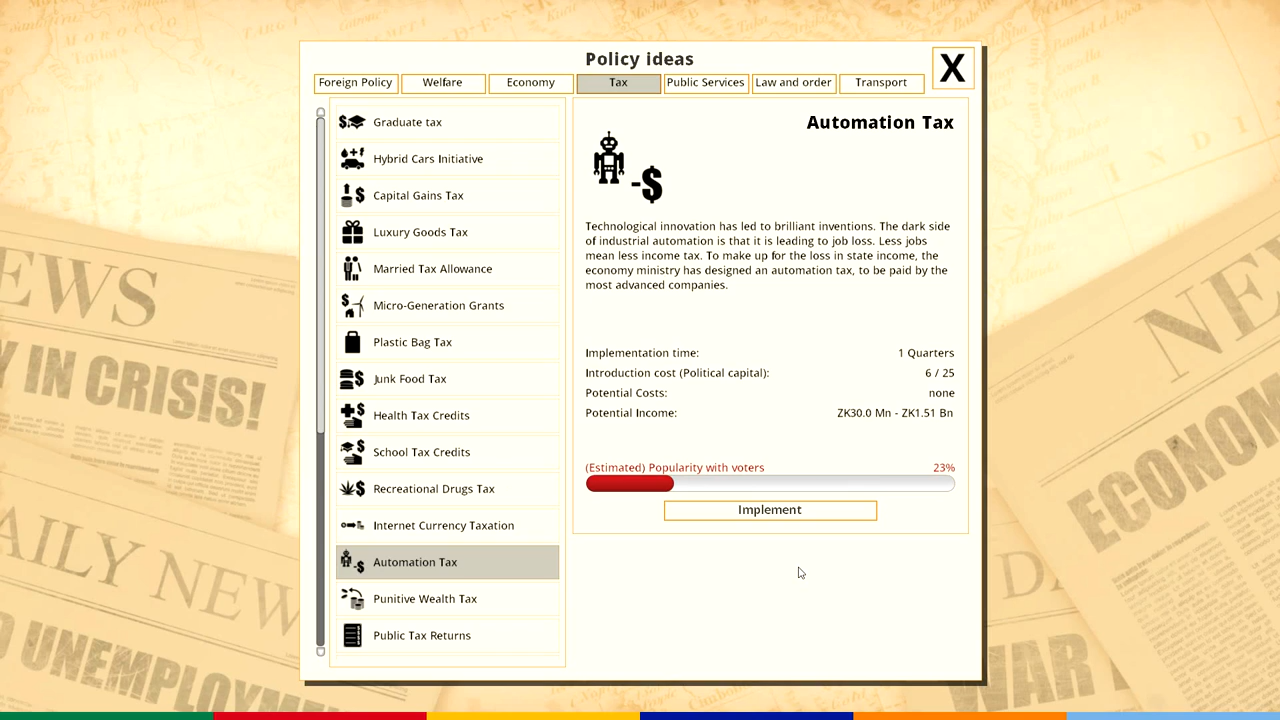 Policy ideas
X
Foreign Policy
Welfare
Economy
Tax
Public Services
Law and order
Transport
Graduate tax
Hybrid Cars Initiative
Capital Gains Tax
Luxury Goods Tax
Married Tax Allowance
Micro-Generation Grants
Plastic Bag Tax
Junk Food Tax
Health Tax Credits
School Tax Credits
Recreational Drugs Tax
Internet Currency Taxation
Automation Tax
Punitive Wealth Tax
Public Tax Returns
Automation Tax
-$
Technological innovation has led to brilliant inventions. The dark side
of industrial automation is that it is leading to job loss. Less jobs
mean less income tax. To make up for the loss in state income, the
economy ministry has designed an automation tax, to be paid by the
most advanced companies.
Implementation time: 1 Quarters
Introduction cost (Political capital): 6 / 25
Potential Costs: none
Potential Income: ZK30.0 Mn - ZK1.51 Bn
(Estimated) Popularity with voters 23%
Implement
EWS
Y IN CRISIS!
AILY NEW
UNEMPLOYM
NE
ECONOM
DA
WAR